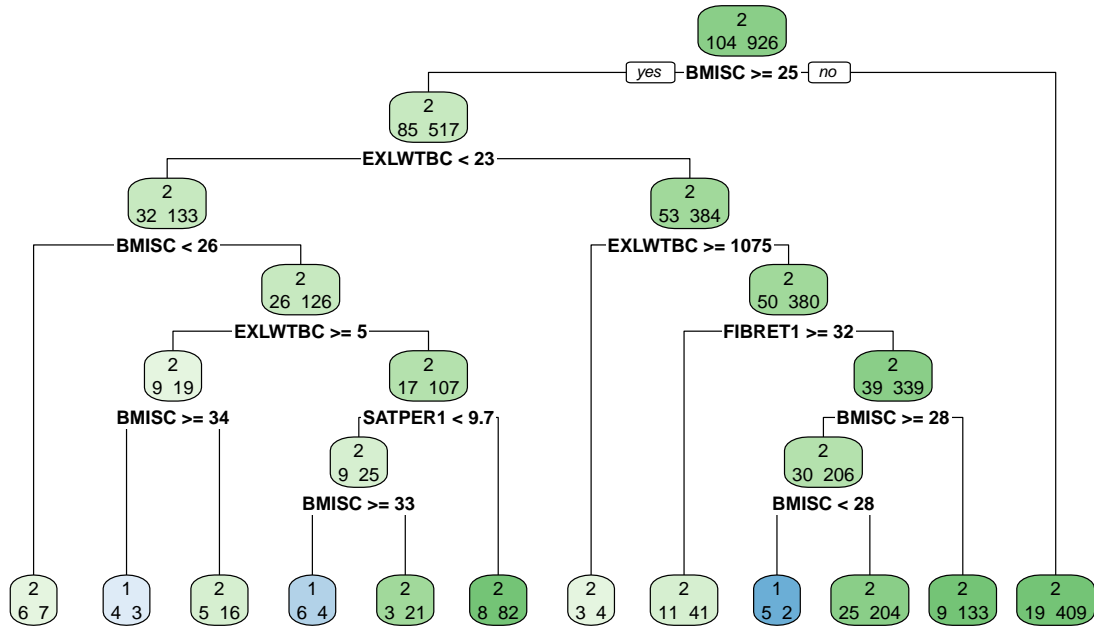 2
104 926
yes BMISC >= 25 no
2
85 517
EXLWTBC < 23
2 2
32 133 53 384
BMISC < 26 EXLWTBC >= 1075
2 2
26 126 50 380
EXLWTBC >= 5 FIBRET1 >= 32
2 2 2
9 19 17 107 39 339
BMISC >= 34 SATPER1 < 9.7 BMISC >= 28
2 2
9 25 30 206
BMISC >= 33 BMISC < 28
2 1 2 1 2 2 2 2 1 2 2 2
6 7 4 3 5 16 6 4 3 21 8 82 3 4 11 41 5 2 25 204 9 133 19 409